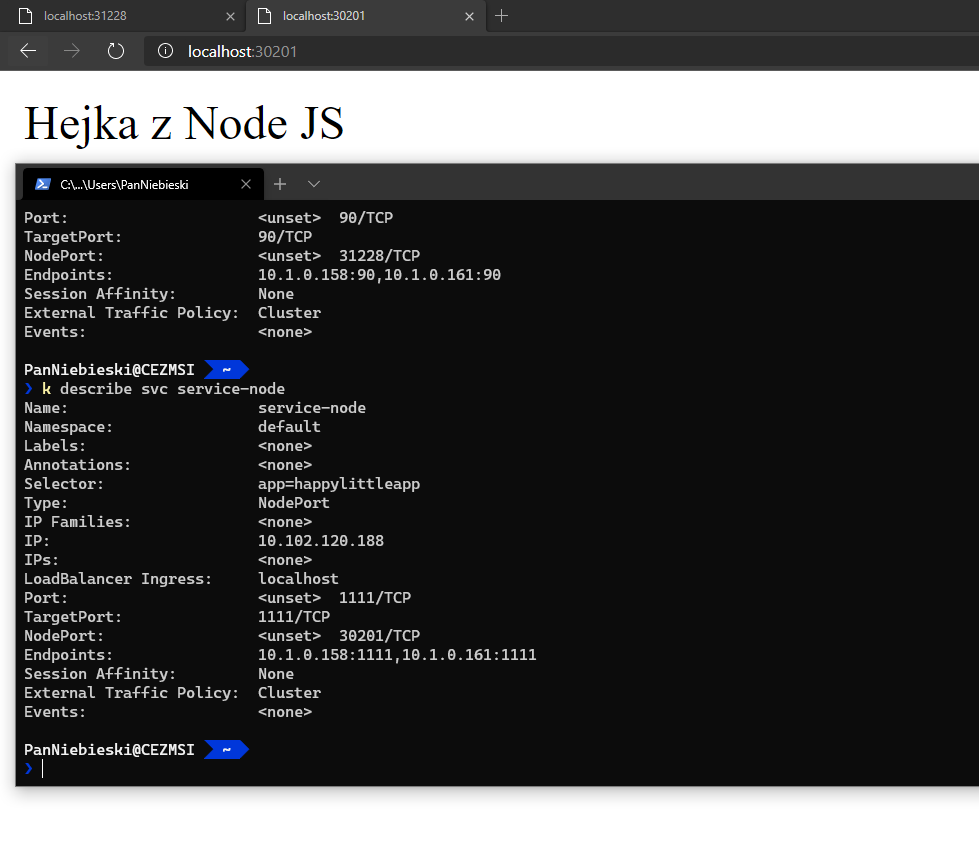 localhost:31228
localhost:30201
localhost:30201
Hejka z Node JS
C:\...\Users\PanNiebieski
Port: <unset> 90/TCP
TargetPort: 90/TCP
NodePort: <unset> 31228/TCP
Endpoints: 10.1.0.158:90,10.1.0.161:90
Session Affinity: None
External Traffic Policy: Cluster
Events: <none>
PanNiebieski@CEZMSI ~
❯ k describe svc service-node
Name: service-node
Namespace: default
Labels: <none>
Annotations: <none>
Selector: app=happylittleapp
Type: NodePort
IP Families: <none>
IP: 10.102.120.188
IPs: <none>
LoadBalancer Ingress: localhost
Port: <unset> 1111/TCP
TargetPort: 1111/TCP
NodePort: <unset> 30201/TCP
Endpoints: 10.1.0.158:1111,10.1.0.161:1111
Session Affinity: None
External Traffic Policy: Cluster
Events: <none>
PanNiebieski@CEZMSI ~
❯